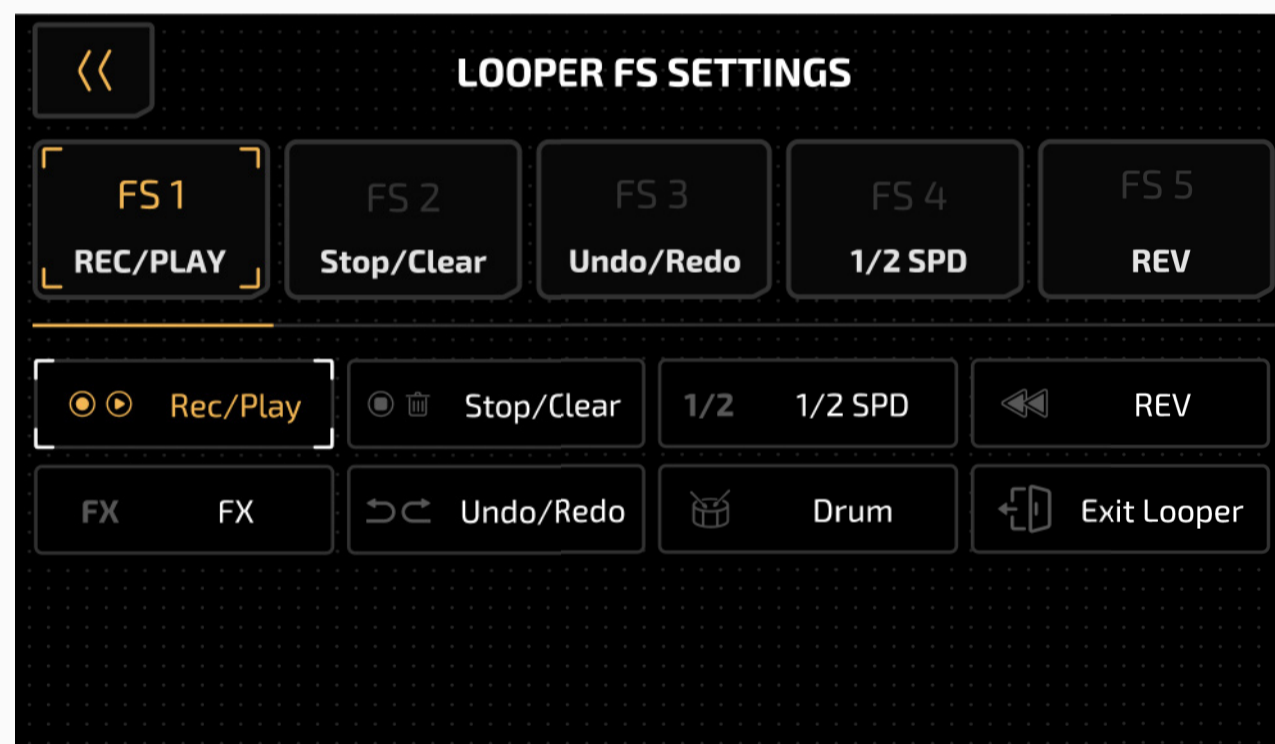 LOOPER FS SETTINGS
FS 1 FS 2 FS 3 FS 4 FS 5
REC/PLAY Stop/Clear Undo/Redo 1/2 SPD REV
Rec/Play Stop/Clear 1/2 1/2 SPD REV
FX FX Undo/Redo Drum Exit Looper